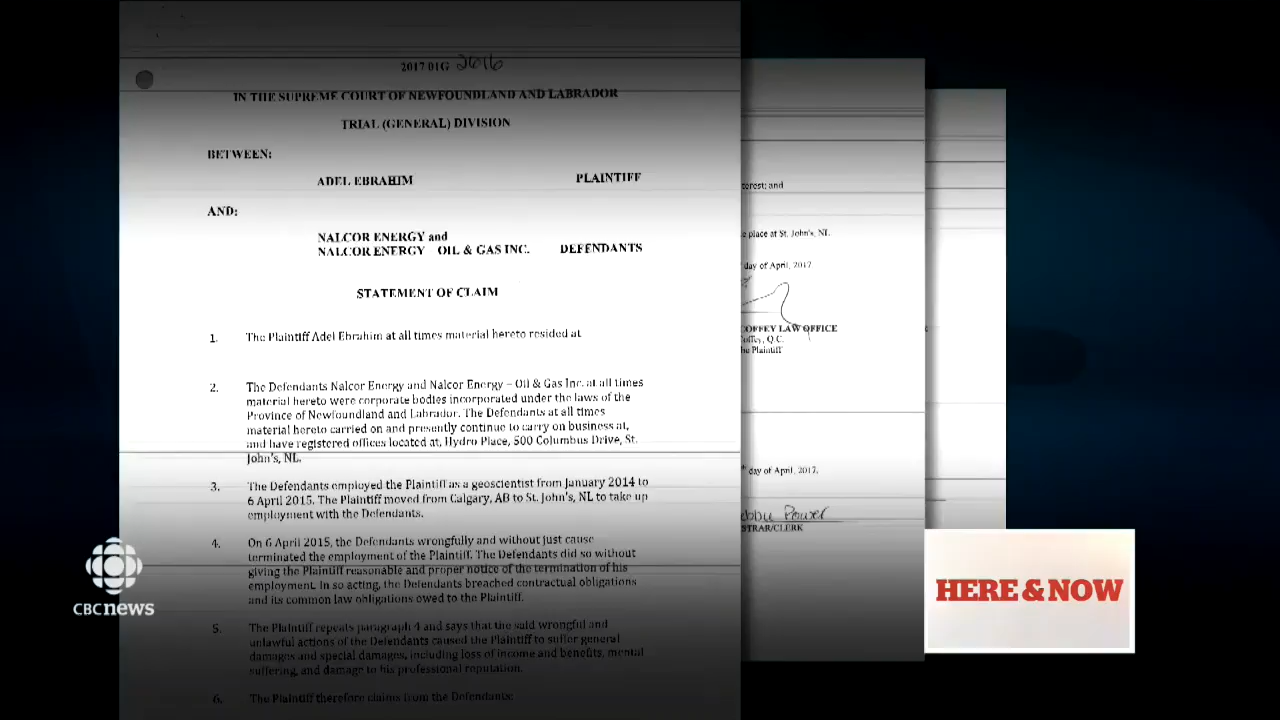 2017 01G 2616
IN THE SUPREME COURT OF NEWFOUNDLAND AND LABRADOR
TRIAL (GENERAL) DIVISION
BETWEEN:
ADEL EBRAHIM PLAINTIFF
AND:
NALCOR ENERGY and
NALCOR ENERGY OIL & GAS INC. DEFENDANTS
STATEMENT OF CLAIM
1. The Plaintiff Adel Ebrahim at all times material hereto resided at
2. The Defendants Nalcor Energy and Nalcor Energy – Oil & Gas Inc. at all times
material hereto were corporate bodies incorporated under the laws of the
Province of Newfoundland and Labrador. The Defendants at all times
material hereto carried on and presently continue to carry on business at,
and have registered offices located at, Hydro Place, 500 Columbus Drive, St.
John's, NL.
3. The Defendants employed the Plaintiff as a geoscientist from January 2014 to
6 April 2015. The Plaintiff moved from Calgary, AB to St. John's, NL to take up
employment with the Defendants.
4. On 6 April 2015, the Defendants wrongfully and without just cause
terminated the employment of the Plaintiff. The Defendants did so without
giving the Plaintiff reasonable and proper notice of the termination of his
employment. In so acting, the Defendants breached contractual obligations
and its common law obligations owed to the Plaintiff.
5. The Plaintiff repeats paragraph 4 and says that the said wrongful and
unlawful actions of the Defendants caused the Plaintiff to suffer general
damages and special damages, including loss of income and benefits, mental
suffering, and damage to his professional reputation.
6. The Plaintiff therefore claims from the Defendants:
terest; and
e place at St. John's, NL.
day of April, 2017
COFFEY LAW OFFICE
offey, Q.C.
he Plaintiff
th day of April, 2017.
Power
STRAR/CLERK
CBC news
HERE & NOW